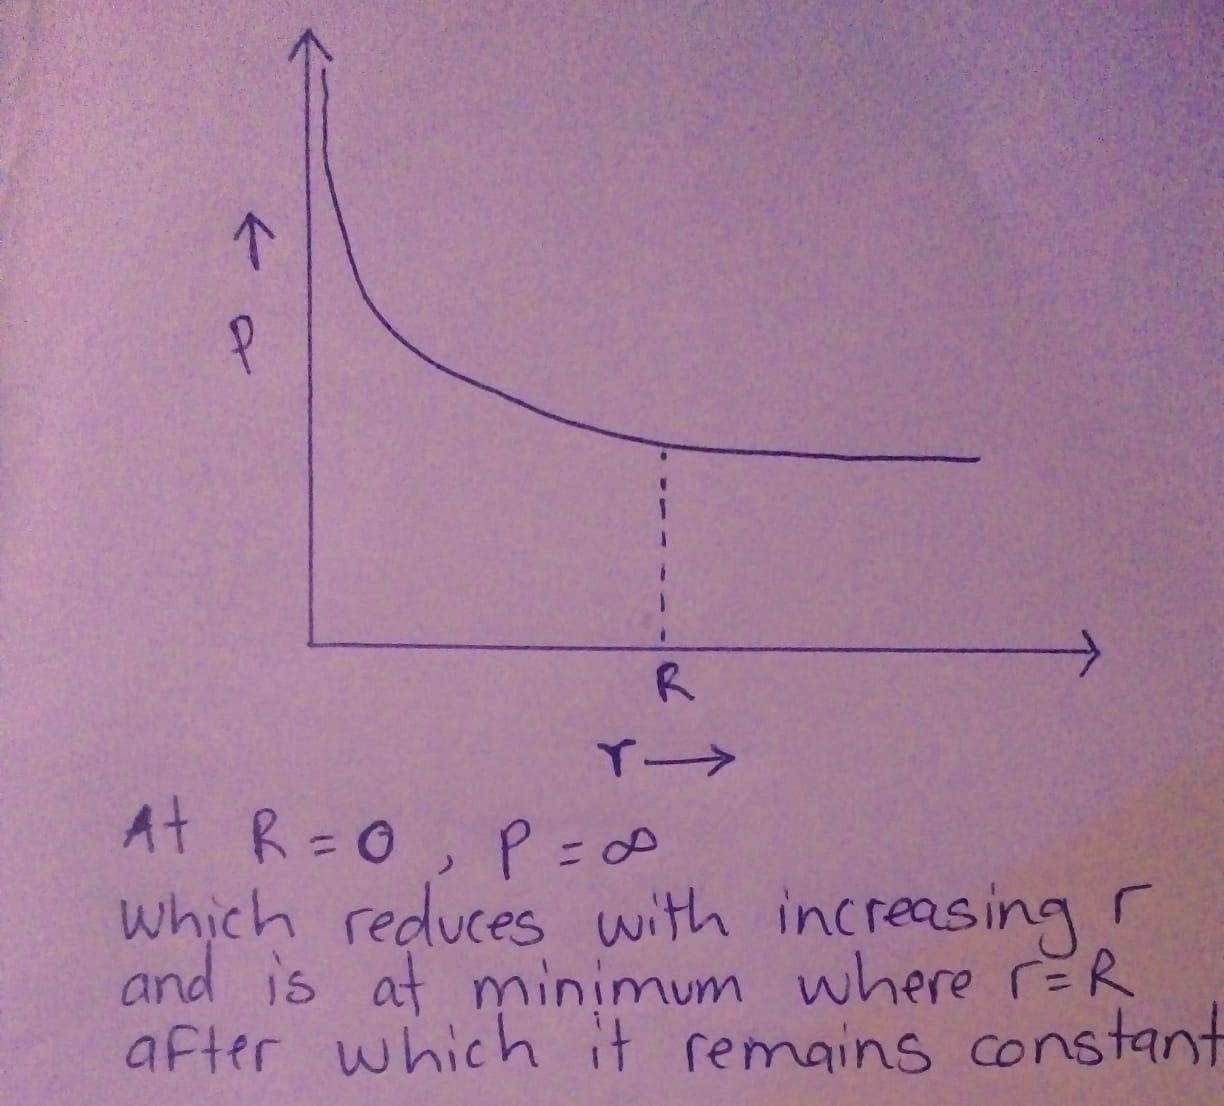 ↑
P
R
r →
At R = 0 , P = ∞
which reduces with increasing r
and is at minimum where r = R
after which it remains constant